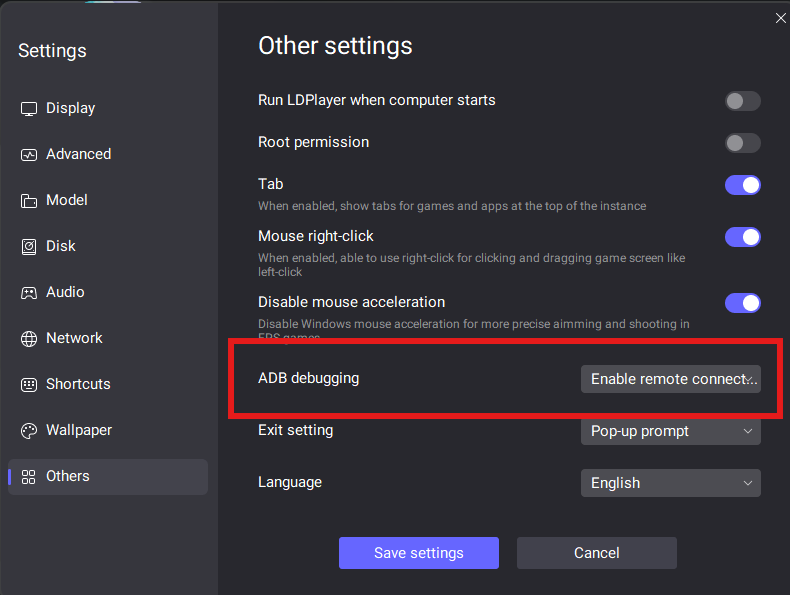 Settings
Display
Advanced
Model
Disk
Audio
Network
Shortcuts
Wallpaper
Others
Other settings
Run LDPlayer when computer starts
Root permission
Tab
When enabled, show tabs for games and apps at the top of the instance
Mouse right-click
When enabled, able to use right-click for clicking and dragging game screen like
left-click
Disable mouse acceleration
Disable Windows mouse acceleration for more precise aimming and shooting in
FPS games
ADB debugging
Enable remote connect...
Exit setting
Pop-up prompt
Language
English
Save settings
Cancel